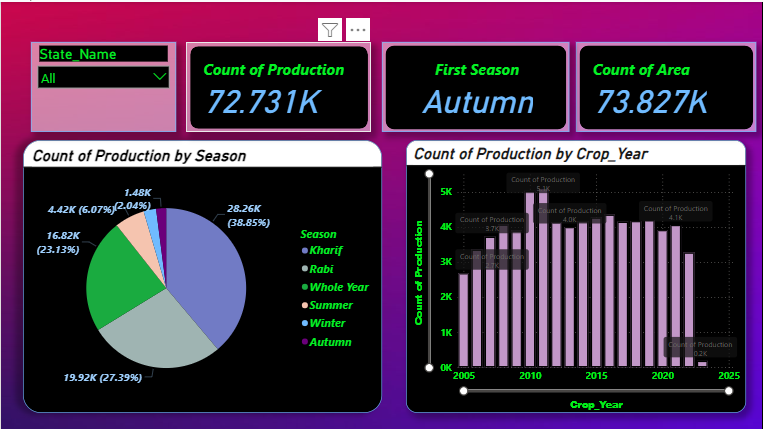 State_Name
All
Count of Production
72.731K
First Season
Autumn
Count of Area
73.827K
Count of Production by Season
1.48K
(2.04%)
4.42K (6.07%)
28.26K
(38.85%)
16.82K
(23.13%)
19.92K (27.39%)
Season
Kharif
Rabi
Whole Year
Summer
Winter
Autumn
Count of Production by Crop_Year
Count of Production
5K
4K
3K
2K
1K
0K
Count of Production
5.1K
Count of Production
4.0K
Count of Production
4.1K
Count of Production
3.7K
Count of Production
Count of Production
0.2K
2005
2010
2015
2020
2025
Crop_Year